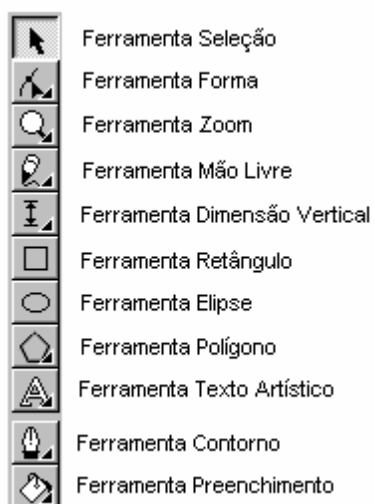 Ferramenta Seleção
Ferramenta Forma
Ferramenta Zoom
Ferramenta Mão Livre
Ferramenta Dimensão Vertical
Ferramenta Retângulo
Ferramenta Elipse
Ferramenta Polígono
Ferramenta Texto Artístico
Ferramenta Contorno
Ferramenta Preenchimento